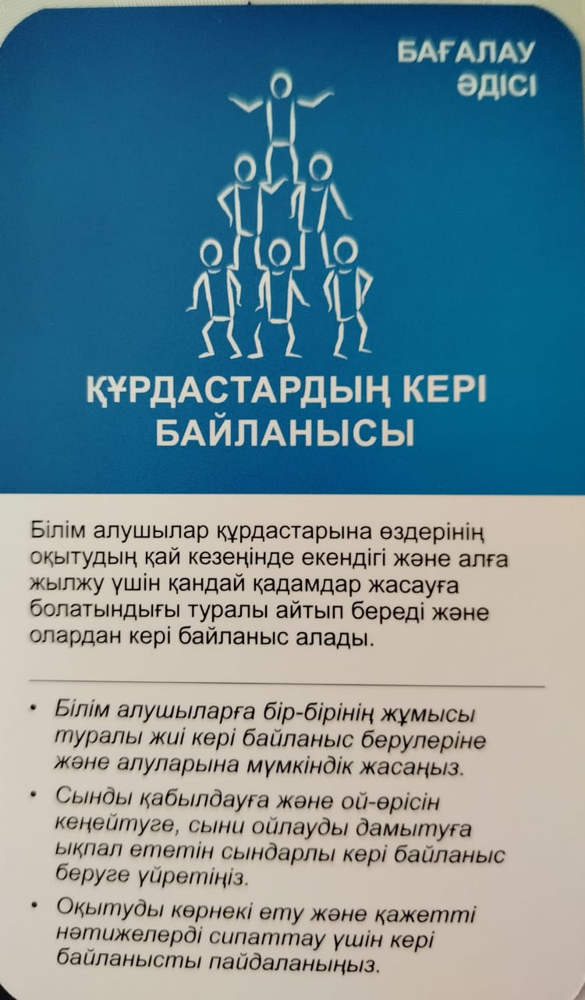 БАҒАЛАУ
ӘДІСІ
ҚҰРДАСТАРДЫҢ КЕРІ
БАЙЛАНЫСЫ
Білім алушылар құрдастарына өздерінің
оқытудың қай кезеңінде екендігі және алға
жылжу үшін қандай қадамдар жасауға
болатындығы туралы айтып береді және
олардан кері байланыс алады.
• Білім алушыларға бір-бірінің жұмысы
туралы жиі кері байланыс берулеріне
және алуларына мүмкіндік жасаңыз.
• Сынды қабылдауға және ой-өрісін
кеңейтуге, сыни ойлауды дамытуға
ықпал ететін сындарлы кері байланыс
беруге үйретіңіз.
• Оқытуды көрнекі ету және қажетті
нәтижелерді сипаттау үшін кері
байланысты пайдаланыңыз.